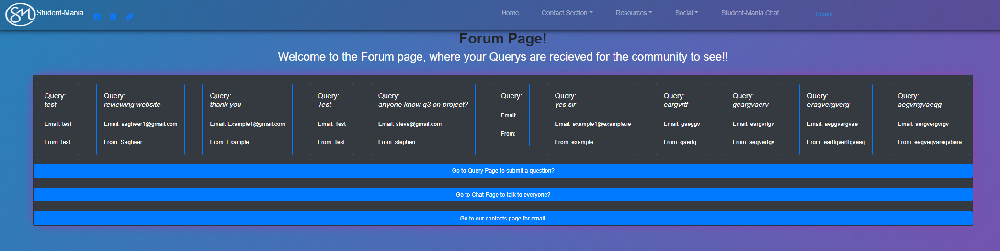 SM Student-Mania Home Contact Section Resources Social Student-Mania Chat Logout
Forum Page!
Welcome to the Forum page, where your Querys are recieved for the community to see!!
Query:
test
Email: test
From: test
Query:
reviewing website
Email: sagheer1@gmail.com
From: Sagheer
Query:
thank you
Email: Example1@gmail.com
From: Example
Query:
Test
Email: Test
From: Test
Query:
anyone know q3 on project?
Email: steve@gmail.com
From: stephen
Query:
Email:
From:
Query:
yes sir
Email: example1@example.ie
From: example
Query:
eargvrtf
Email: gaeggv
From: gaerfg
Query:
geargvaerv
Email: eargvrfgv
From: aegverfgv
Query:
eragvergverg
Email: aeggvergvae
From: earftgvertfgveag
Query:
aegvrrgvaeqg
Email: aergvergvrgv
From: eagvegvaregvbera
Go to Query Page to submit a question?
Go to Chat Page to talk to everyone?
Go to our contacts page for email.